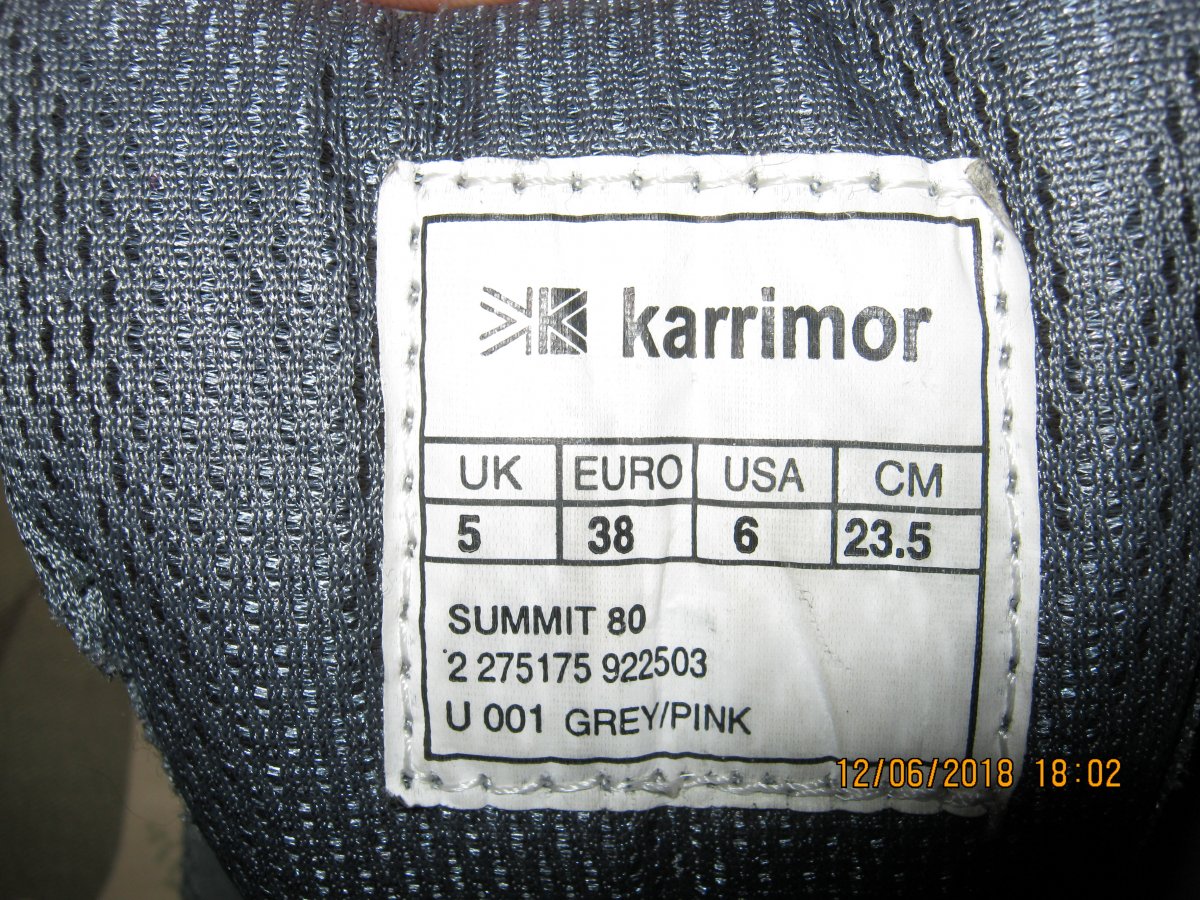 karrimor
UK EURO USA CM
5 38 6 23.5
SUMMIT 80
2 275175 922503
U 001 GREY/PINK
12/06/2018 18:02